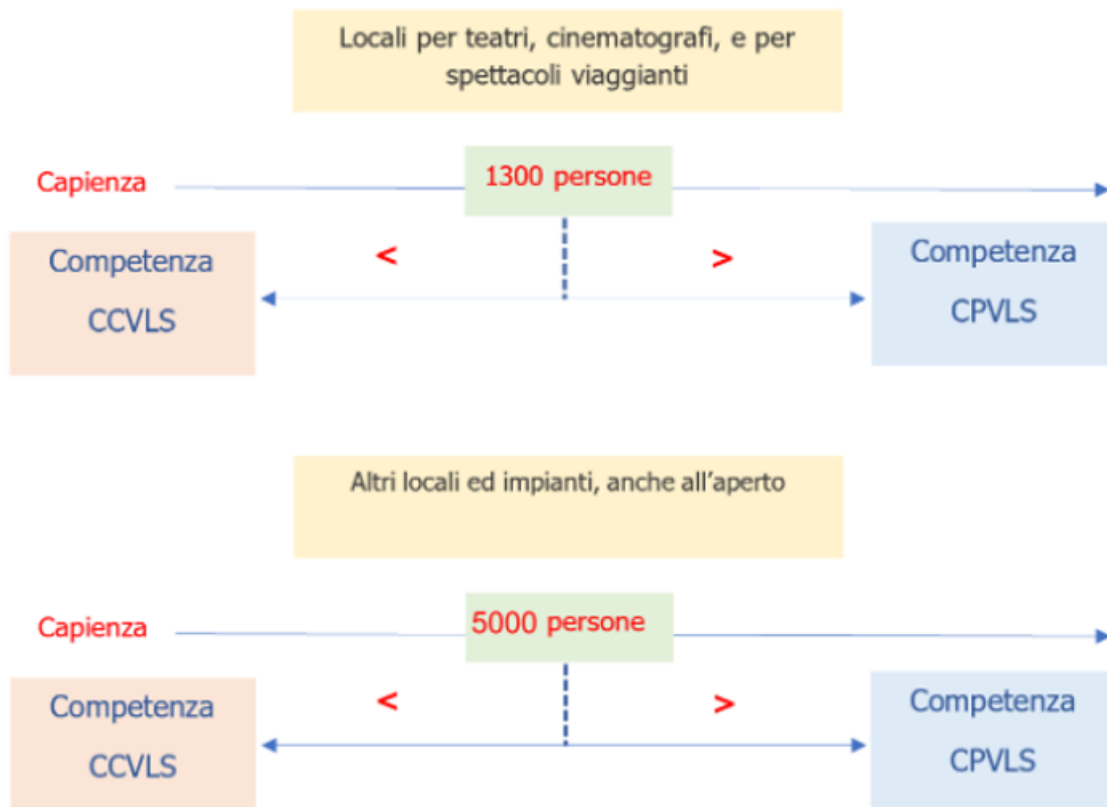 Locali per teatri, cinematografi, e per
spettacoli viaggianti
Capienza
1300 persone
Competenza
CCVLS
<
>
Competenza
CPVLS
Altri locali ed impianti, anche all'aperto
Capienza
5000 persone
Competenza
CCVLS
<
>
Competenza
CPVLS